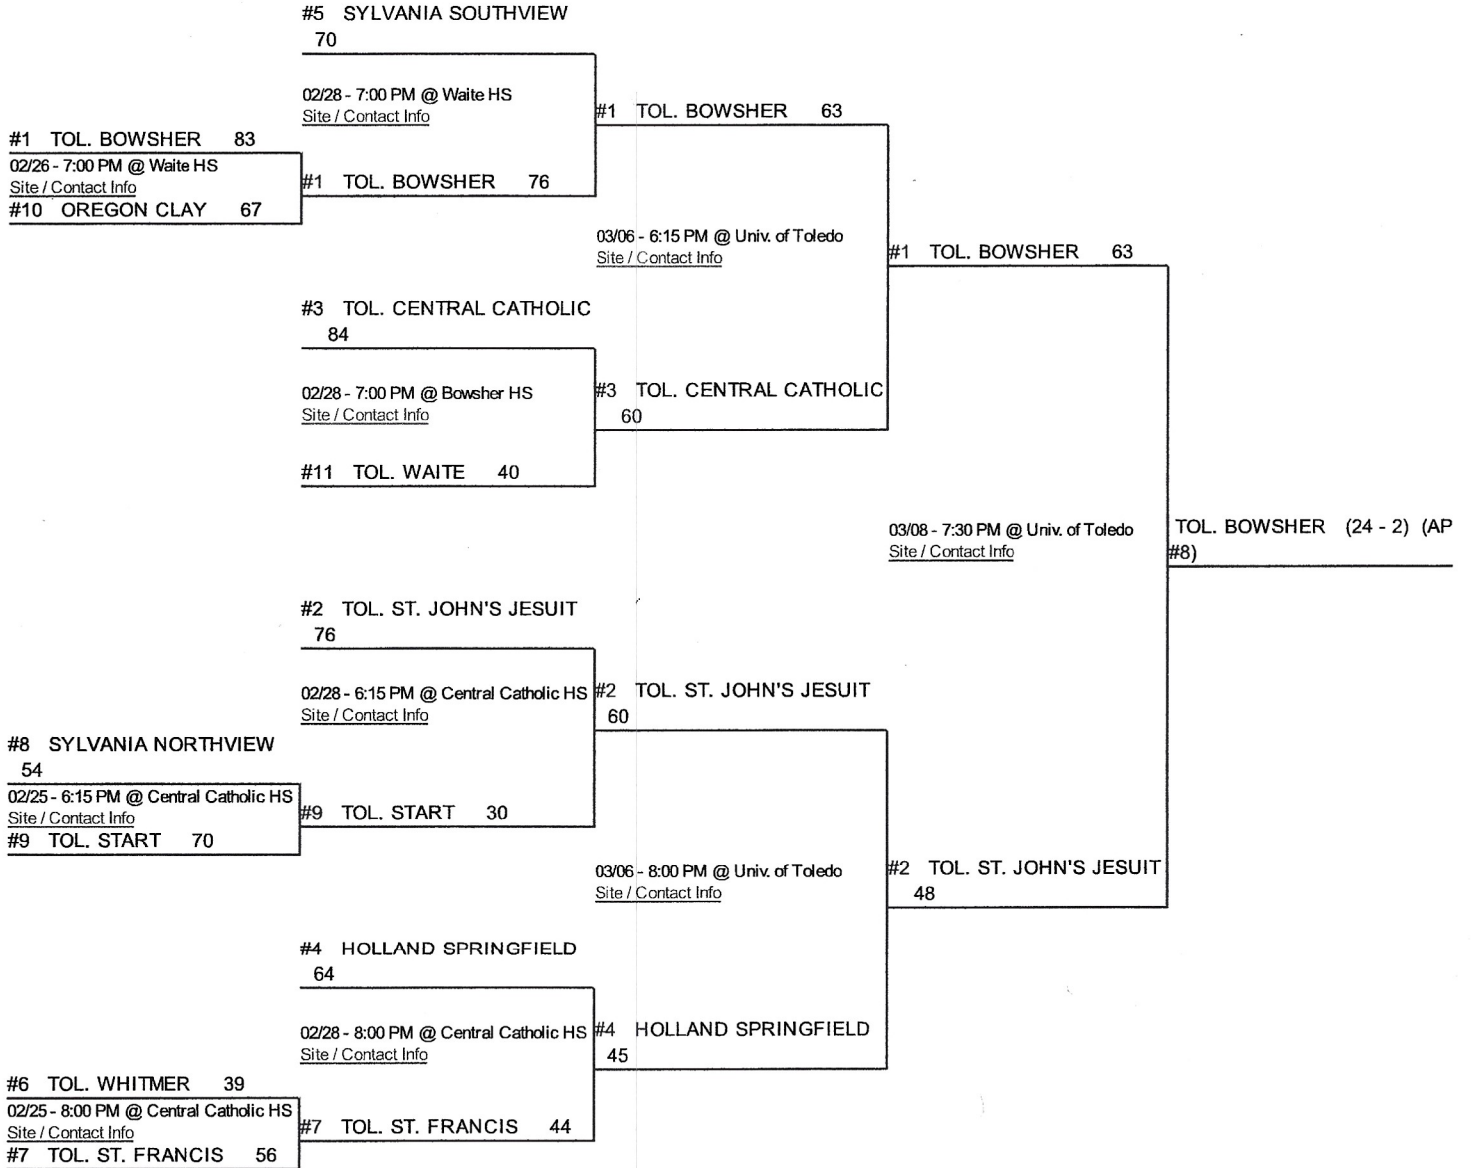 #5 SYLVANIA SOUTHVIEW
70
02/28 - 7:00 PM @ Waite HS
Site / Contact Info
#1 TOL. BOWSHER 63
#1 TOL. BOWSHER 83
02/26 - 7:00 PM @ Waite HS
Site / Contact Info
#10 OREGON CLAY 67
#1 TOL. BOWSHER 76
03/06 - 6:15 PM @ Univ. of Toledo
Site / Contact Info
#1 TOL. BOWSHER 63
#3 TOL. CENTRAL CATHOLIC
84
02/28 - 7:00 PM @ Bowsher HS
Site / Contact Info
#3 TOL. CENTRAL CATHOLIC
60
#11 TOL. WAITE 40
03/08 - 7:30 PM @ Univ. of Toledo
Site / Contact Info
TOL. BOWSHER (24 - 2) (AP
#8)
#2 TOL. ST. JOHN'S JESUIT
76
02/28 - 6:15 PM @ Central Catholic HS
Site / Contact Info
#2 TOL. ST. JOHN'S JESUIT
60
#8 SYLVANIA NORTHVIEW
54
02/25 - 6:15 PM @ Central Catholic HS
Site / Contact Info
#9 TOL. START 70
#9 TOL. START 30
03/06 - 8:00 PM @ Univ. of Toledo
Site / Contact Info
#2 TOL. ST. JOHN'S JESUIT
48
#4 HOLLAND SPRINGFIELD
64
02/28 - 8:00 PM @ Central Catholic HS
Site / Contact Info
#4 HOLLAND SPRINGFIELD
45
#6 TOL. WHITMER 39
02/25 - 8:00 PM @ Central Catholic HS
Site / Contact Info
#7 TOL. ST. FRANCIS 56
#7 TOL. ST. FRANCIS 44